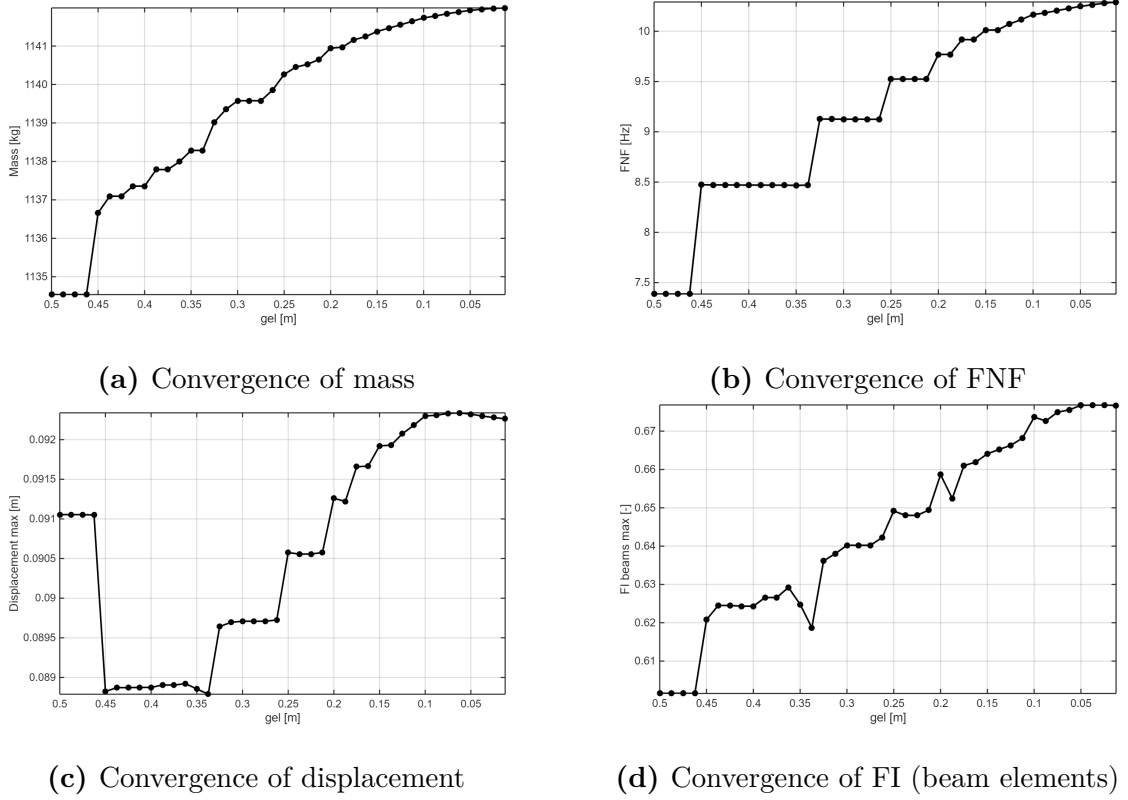 Mass [kg]
1141
1140
1139
1138
1137
1136
1135
0.5 0.45 0.4 0.35 0.3 0.25 0.2 0.15 0.1 0.05
gel [m]
(a) Convergence of mass
FNF [Hz]
10
9.5
9
8.5
8
7.5
0.5 0.45 0.4 0.35 0.3 0.25 0.2 0.15 0.1 0.05
gel [m]
(b) Convergence of FNF
Displacement max [m]
0.092
0.0915
0.091
0.0905
0.09
0.0895
0.089
0.5 0.45 0.4 0.35 0.3 0.25 0.2 0.15 0.1 0.05
gel [m]
(c) Convergence of displacement
FI beams max [-]
0.67
0.66
0.65
0.64
0.63
0.62
0.61
0.5 0.45 0.4 0.35 0.3 0.25 0.2 0.15 0.1 0.05
gel [m]
(d) Convergence of FI (beam elements)